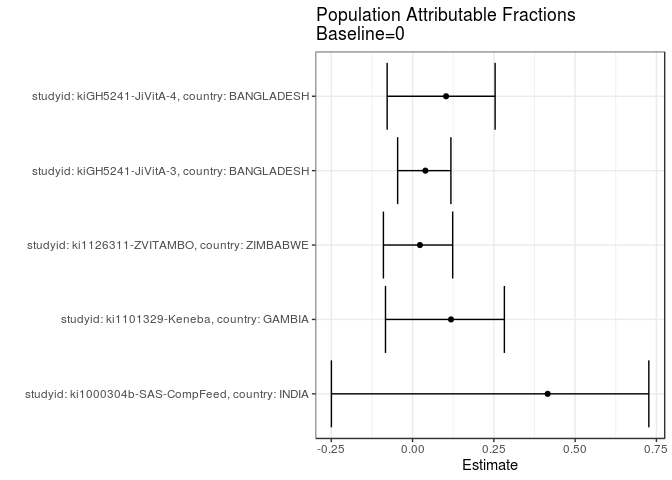 Population Attributable Fractions
Baseline=0
studyid: kiGH5241-JiVitA-4, country: BANGLADESH
studyid: kiGH5241-JiVitA-3, country: BANGLADESH
studyid: ki1126311-ZVITAMBO, country: ZIMBABWE
studyid: ki1101329-Keneba, country: GAMBIA
studyid: ki1000304b-SAS-CompFeed, country: INDIA
-0.25 0.00 0.25 0.50 0.75
Estimate